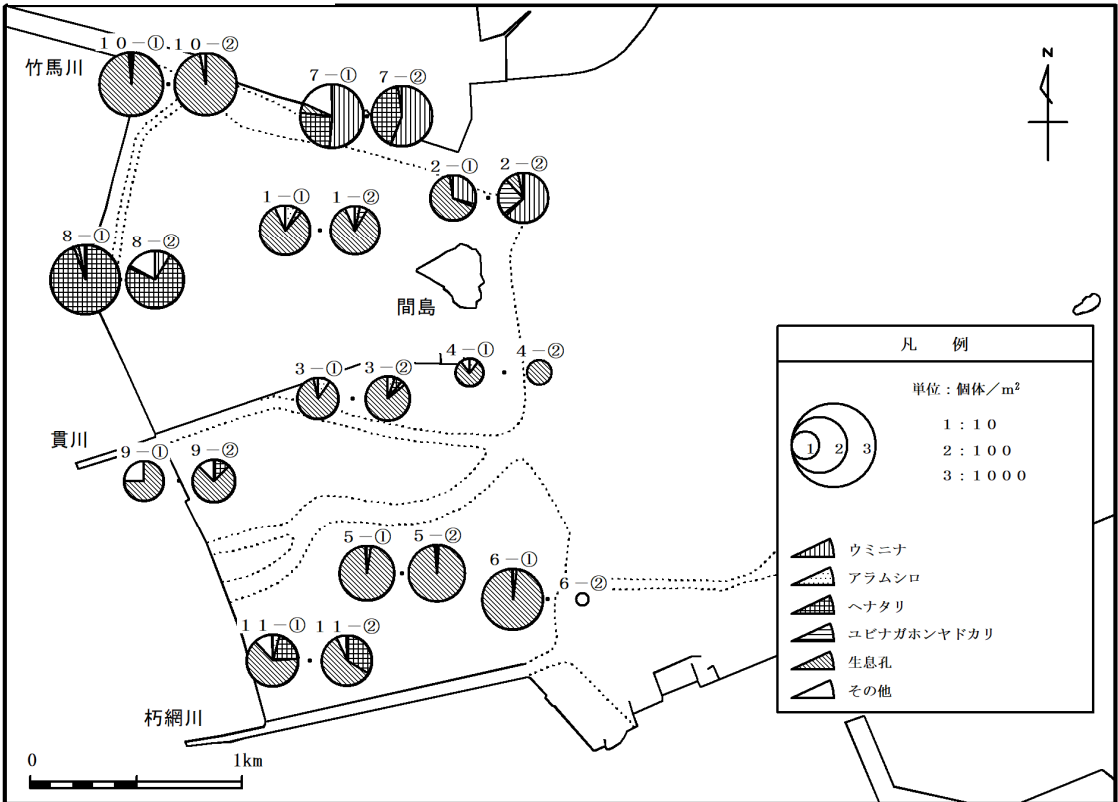 10-① 10-②
竹馬川
7-① 7-②
N
2-① 2-②
1-① 1-②
8-① 8-②
間島
凡 例
4-① 4-②
3-① 3-②
単位:個体/m²
1:10
1 2 3
2:100
3:1000
貫川
9-① 9-②
5-① 5-②
ウミニナ
アラムシロ
6-① 6-②
ヘナタリ
11-① 11-②
ユビナガホンヤドカリ
生息孔
その他
朽網川
0 1km